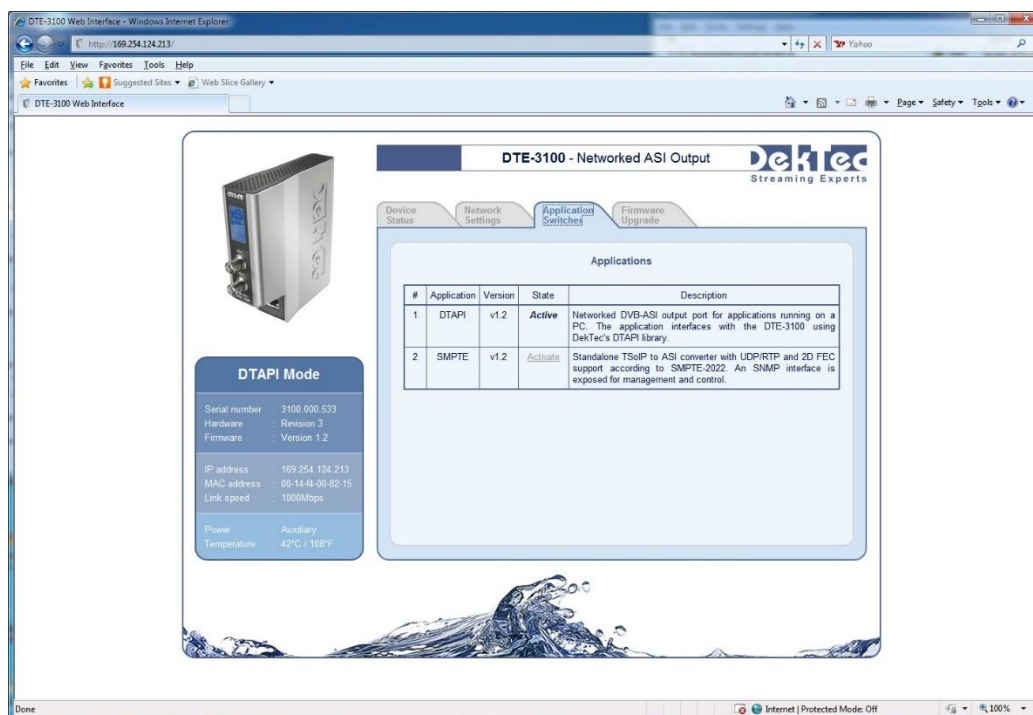 DTE-3100 Web Interface - Windows Internet Explorer
http://169.254.124.213/
Yahoo
File Edit View Favorites Tools Help
Favorites Suggested Sites Web Slice Gallery
DTE-3100 Web Interface
Page Safety Tools
DTE-3100 - Networked ASI Output
DekTec
Streaming Experts
Device Status
Network Settings
Application Switcher
Firmware Upgrade
Applications
# Application Version State Description
1 DTAPI v1.2 Active Networked DVB-ASI output port for applications running on a
PC. The application interfaces with the DTE-3100 using
DekTec's DTAPI library.
2 SMPTE v1.2 Activate Standalone TSoIP to ASI converter with UDP/RTP and 2D FEC
support according to SMPTE-2022. An SNMP interface is
exposed for management and control.
DekTec
DTAPI Mode
Serial number : 3100.000.533
Hardware : Revision 3
Firmware : Version 1.2
IP address : 169.254.124.213
MAC address : 00-14-f4-00-82-15
Link speed : 1000Mbps
Power : Auxiliary
Temperature : 42°C / 108°F
Done
Internet | Protected Mode: Off
100%